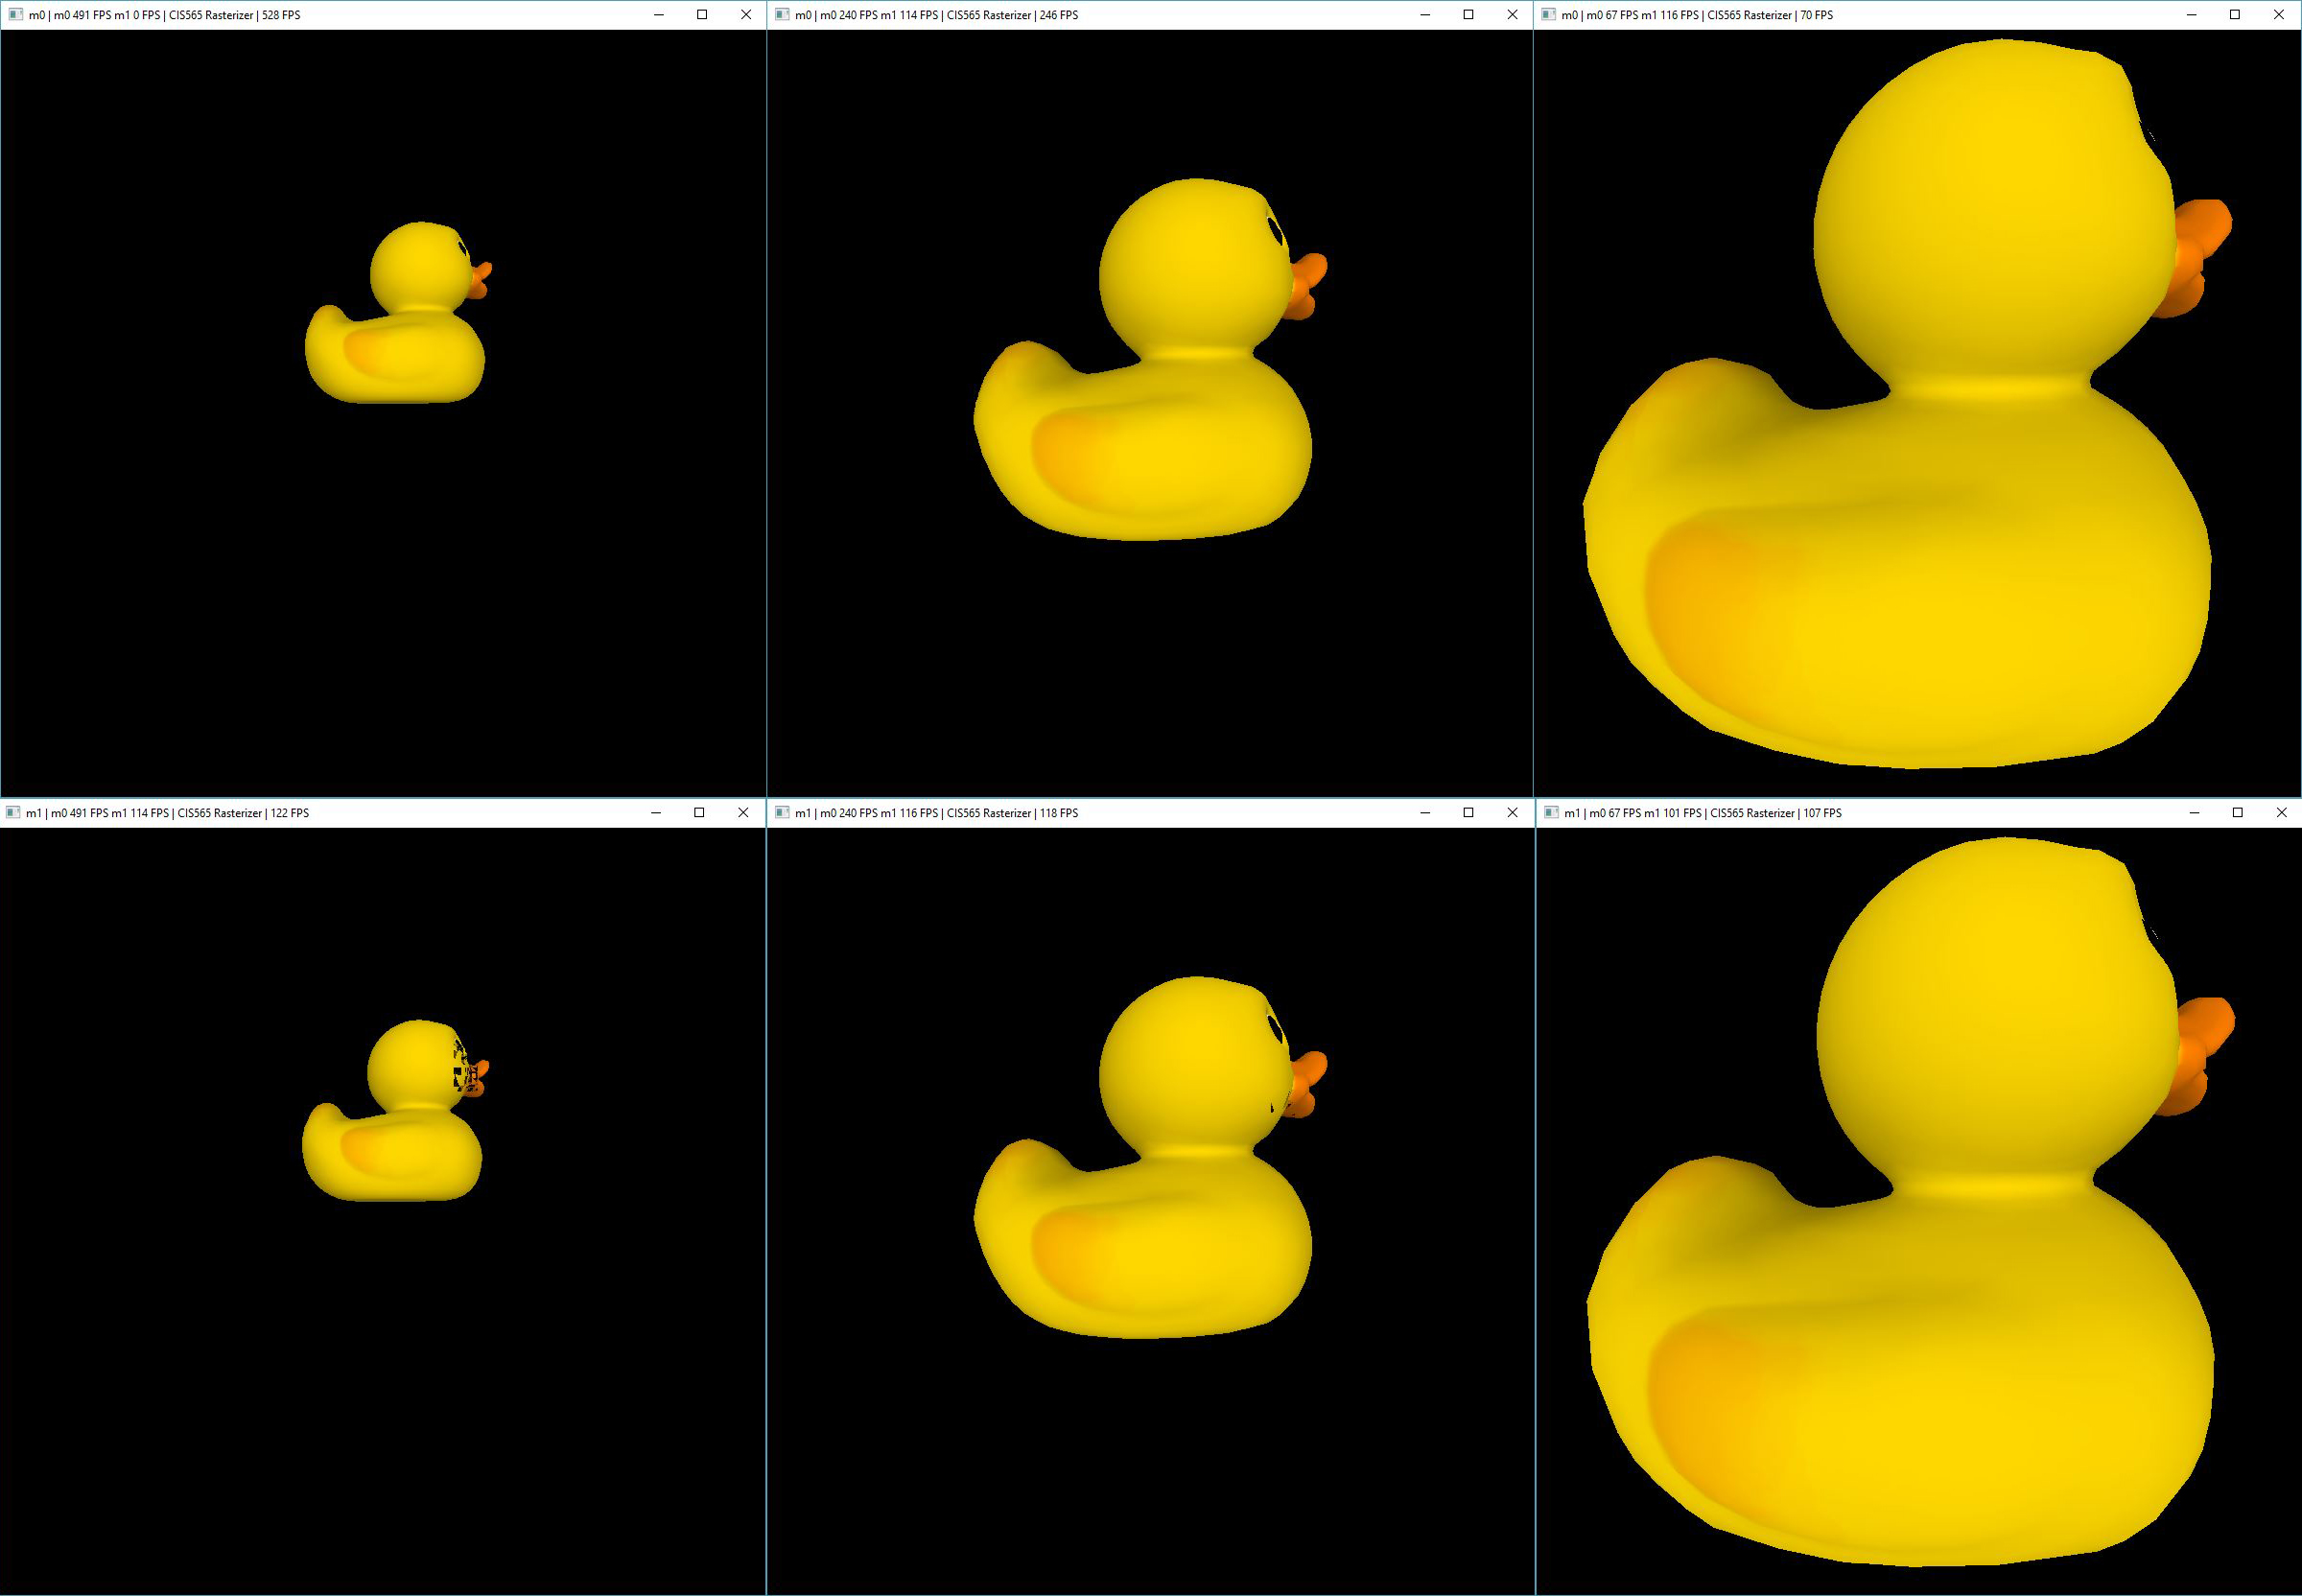 m0 | m0 491 FPS m1 0 FPS | CIS565 Rasterizer | 528 FPS
m0 | m0 240 FPS m1 114 FPS | CIS565 Rasterizer | 246 FPS
m0 | m0 67 FPS m1 116 FPS | CIS565 Rasterizer | 70 FPS
m1 | m0 491 FPS m1 114 FPS | CIS565 Rasterizer | 122 FPS
m1 | m0 240 FPS m1 116 FPS | CIS565 Rasterizer | 118 FPS
m1 | m0 67 FPS m1 101 FPS | CIS565 Rasterizer | 107 FPS